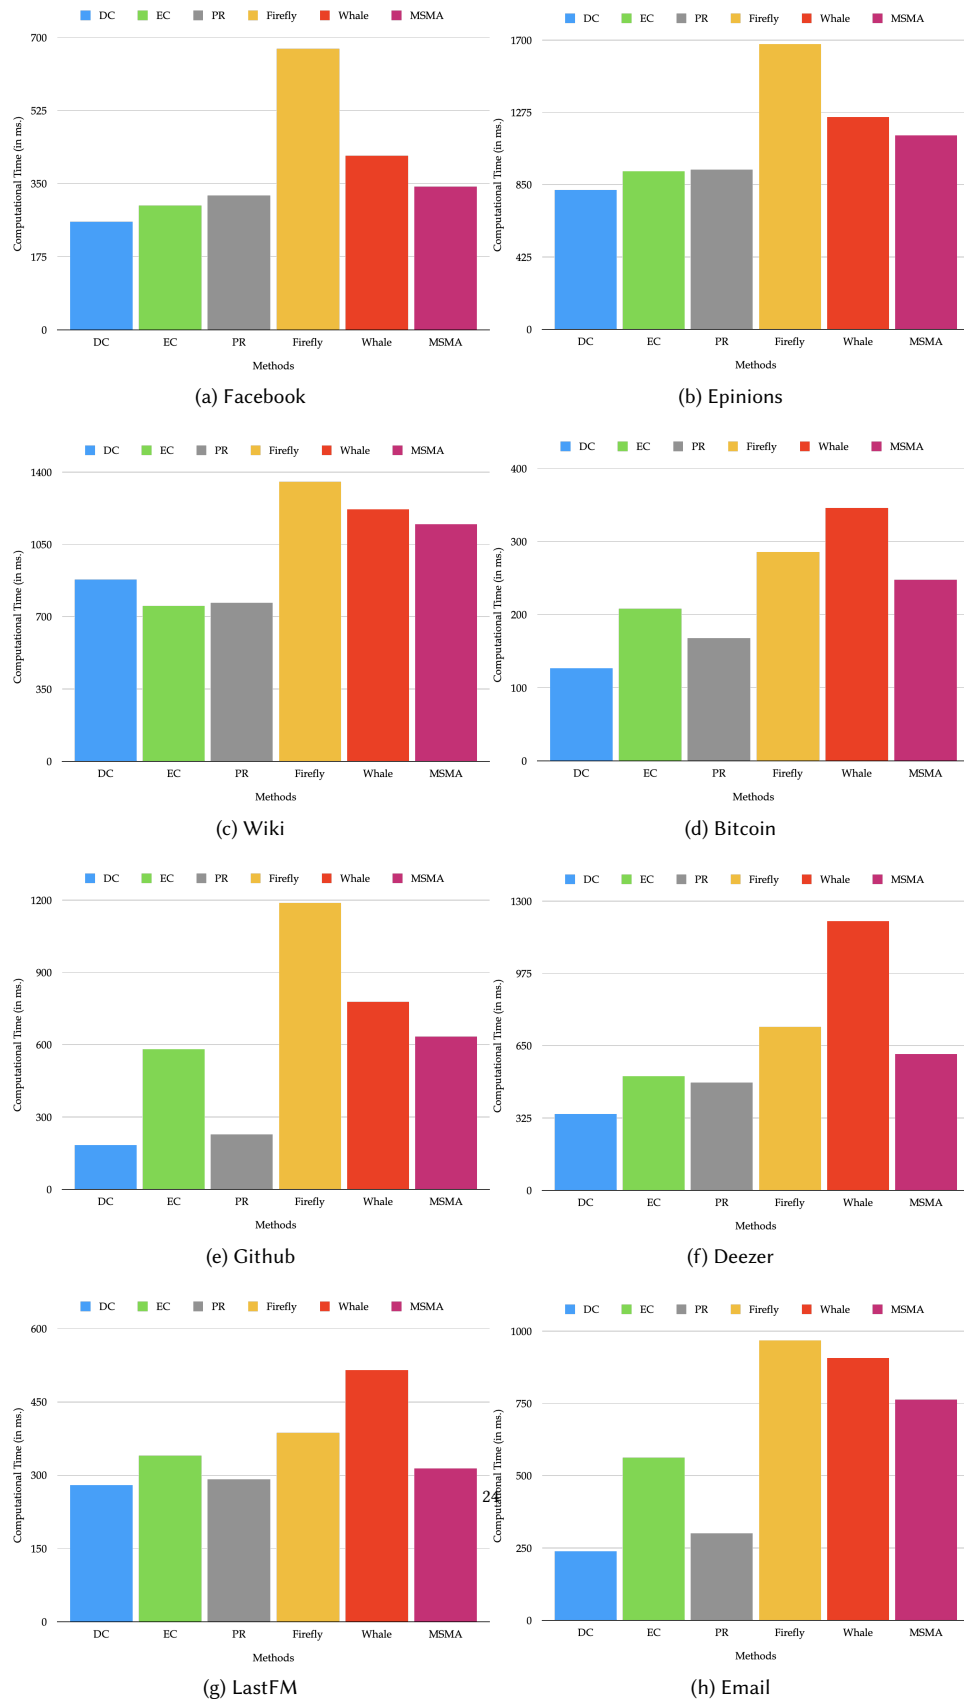 DC EC PR Firefly Whale MSMA
700
525
350
175
0
Computational Time (in ms.)
DC EC PR Firefly Whale MSMA
Methods
(a) Facebook
DC EC PR Firefly Whale MSMA
1700
1275
850
425
0
Computational Time (in ms.)
DC EC PR Firefly Whale MSMA
Methods
(b) Epinions
DC EC PR Firefly Whale MSMA
1400
1050
700
350
0
Computational Time (in ms.)
DC EC PR Firefly Whale MSMA
Methods
(c) Wiki
DC EC PR Firefly Whale MSMA
400
300
200
100
0
Computational Time (in ms.)
DC EC PR Firefly Whale MSMA
Methods
(d) Bitcoin
DC EC PR Firefly Whale MSMA
1200
900
600
300
0
Computational Time (in ms.)
DC EC PR Firefly Whale MSMA
Methods
(e) Github
DC EC PR Firefly Whale MSMA
1300
975
650
325
0
Computational Time (in ms.)
DC EC PR Firefly Whale MSMA
Methods
(f) Deezer
DC EC PR Firefly Whale MSMA
600
450
300
150
0
Computational Time (in ms.)
DC EC PR Firefly Whale MSMA
Methods
(g) LastFM
DC EC PR Firefly Whale MSMA
1000
750
500
250
0
Computational Time (in ms.)
DC EC PR Firefly Whale MSMA
Methods
(h) Email
24